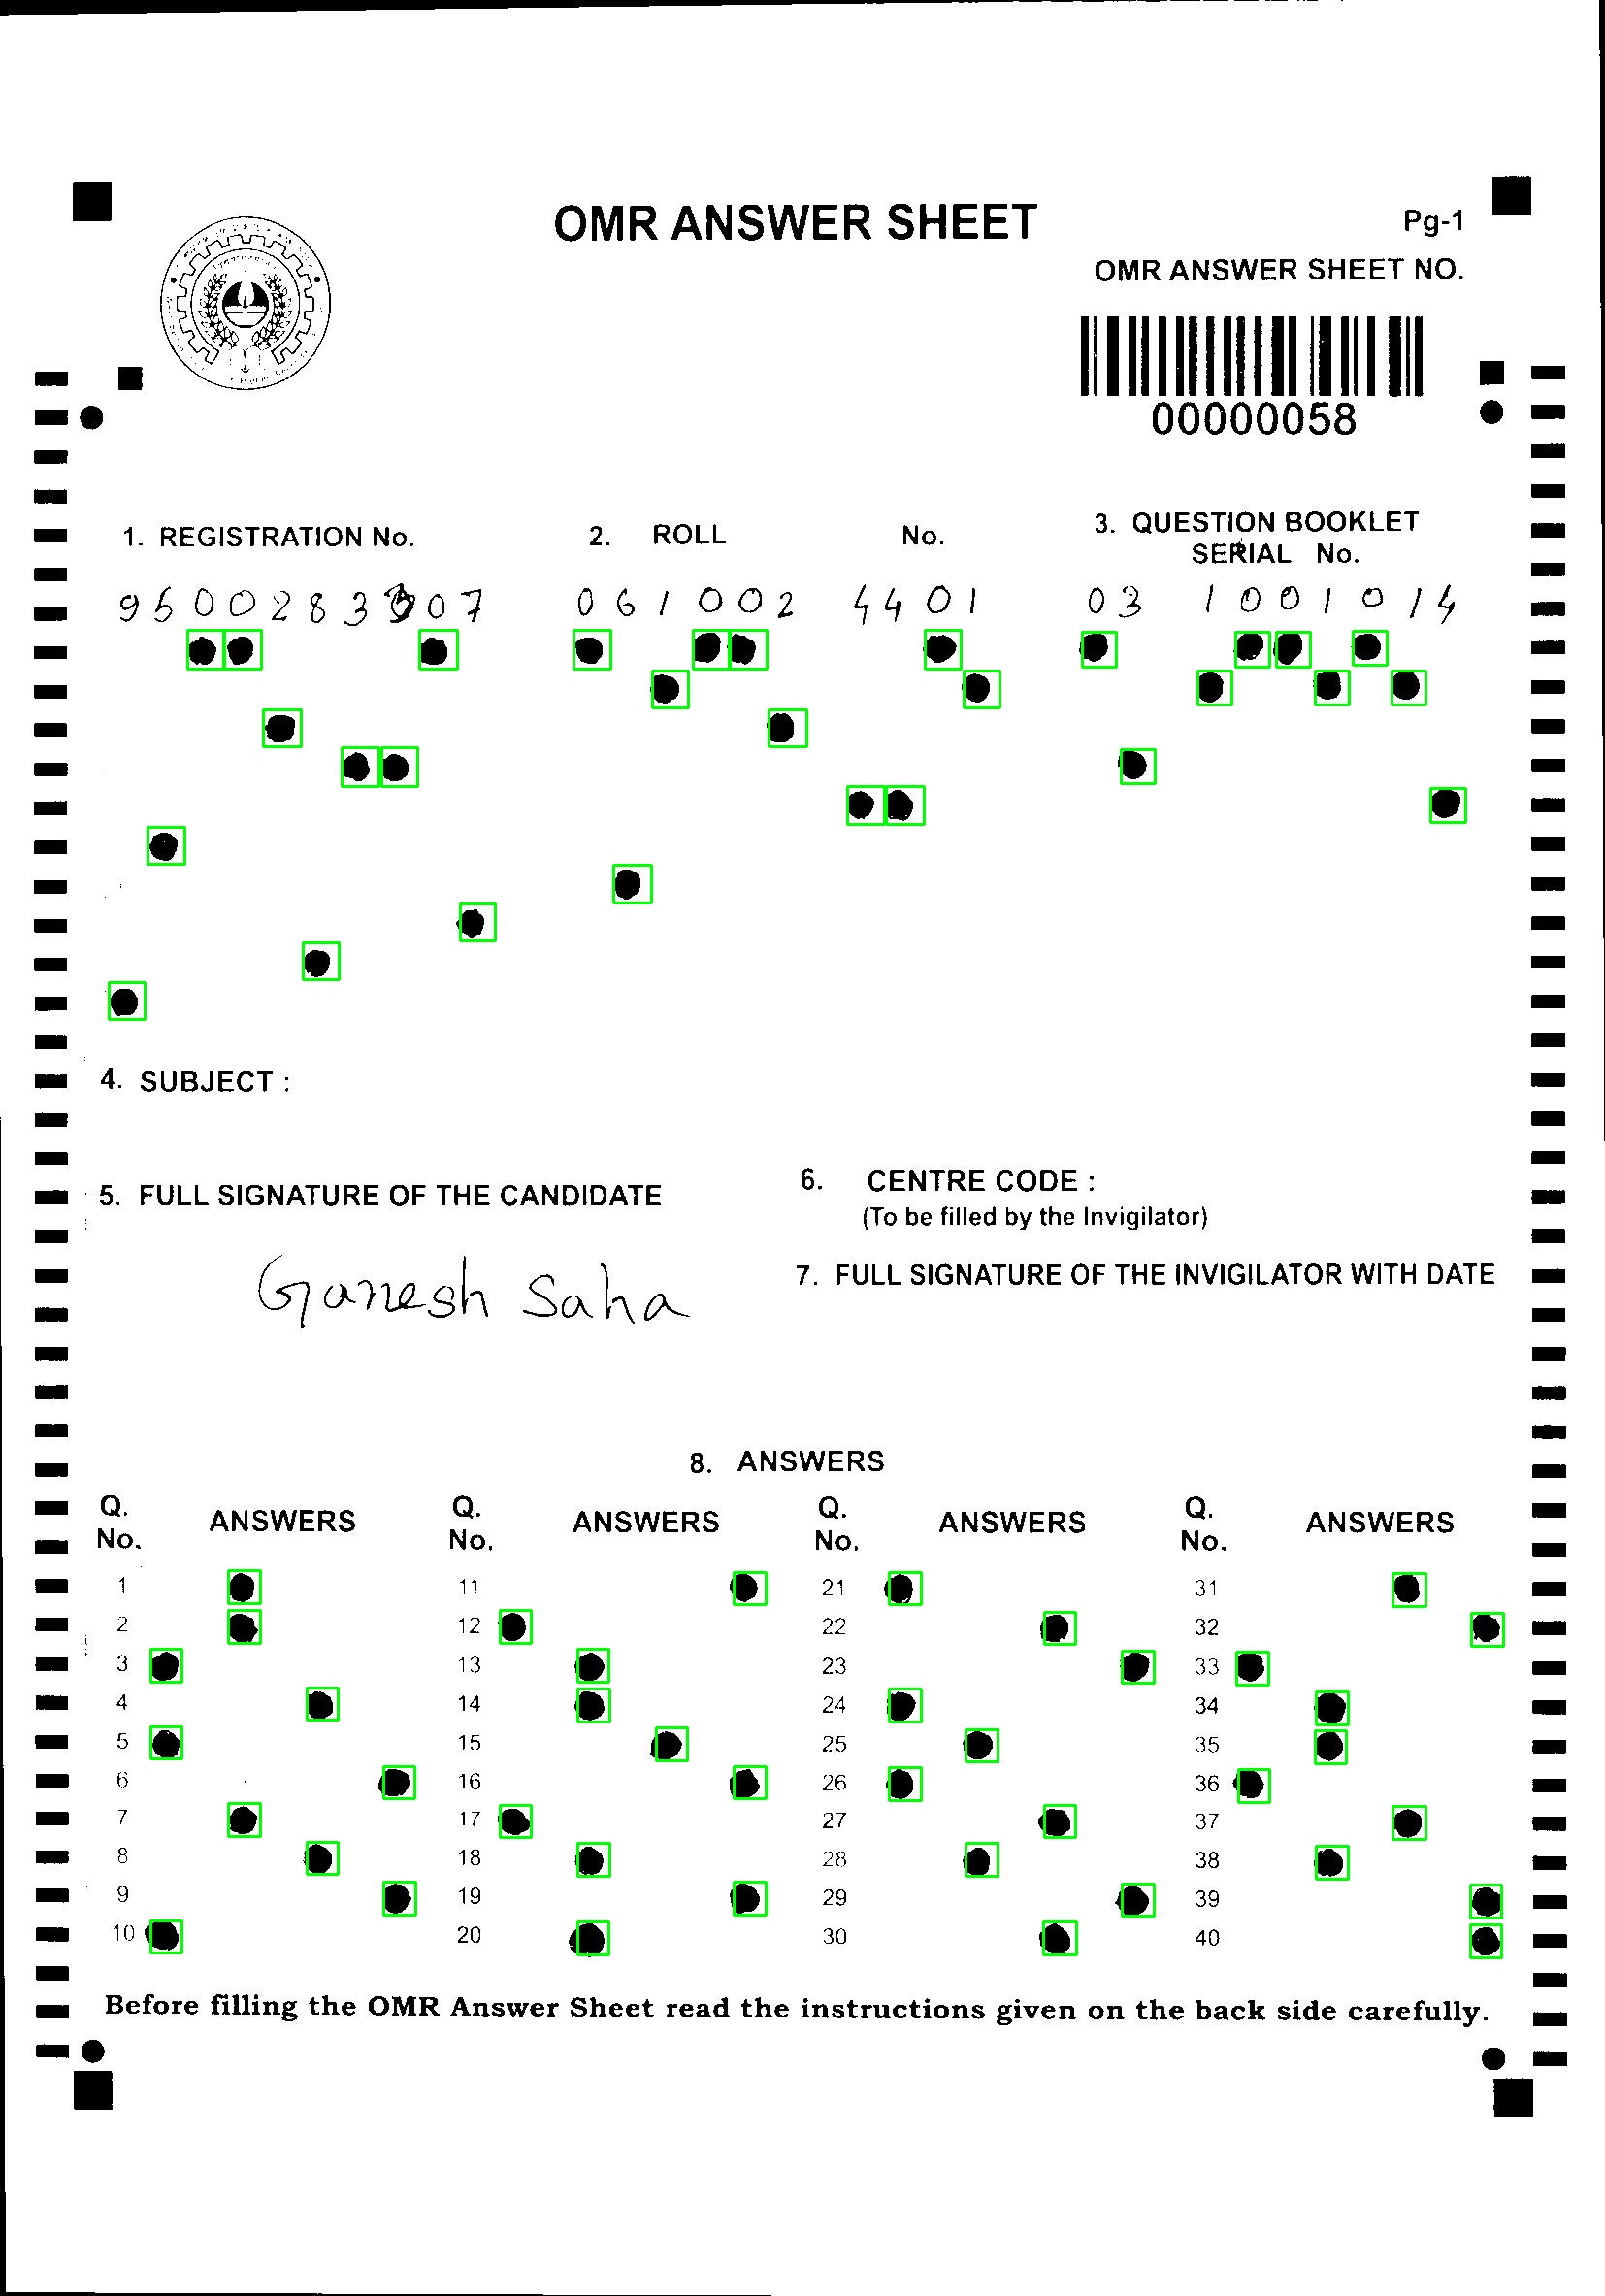 OMR ANSWER SHEET
Pg-1
OMR ANSWER SHEET NO.
00000058
1. REGISTRATION No.
2. ROLL No.
3. QUESTION BOOKLET
SERIAL No.
9500283307
061002 4401
03 1001014
4. SUBJECT :
5. FULL SIGNATURE OF THE CANDIDATE
6. CENTRE CODE :
(To be filled by the Invigilator)
7. FULL SIGNATURE OF THE INVIGILATOR WITH DATE
Ganesh Saha
8. ANSWERS
Q. No. ANSWERS Q. No. ANSWERS Q. No. ANSWERS Q. No. ANSWERS
1 11 21 31
2 12 22 32
3 13 23 33
4 14 24 34
5 15 25 35
6 16 26 36
7 17 27 37
8 18 28 38
9 19 29 39
10 20 30 40
Before filling the OMR Answer Sheet read the instructions given on the back side carefully.